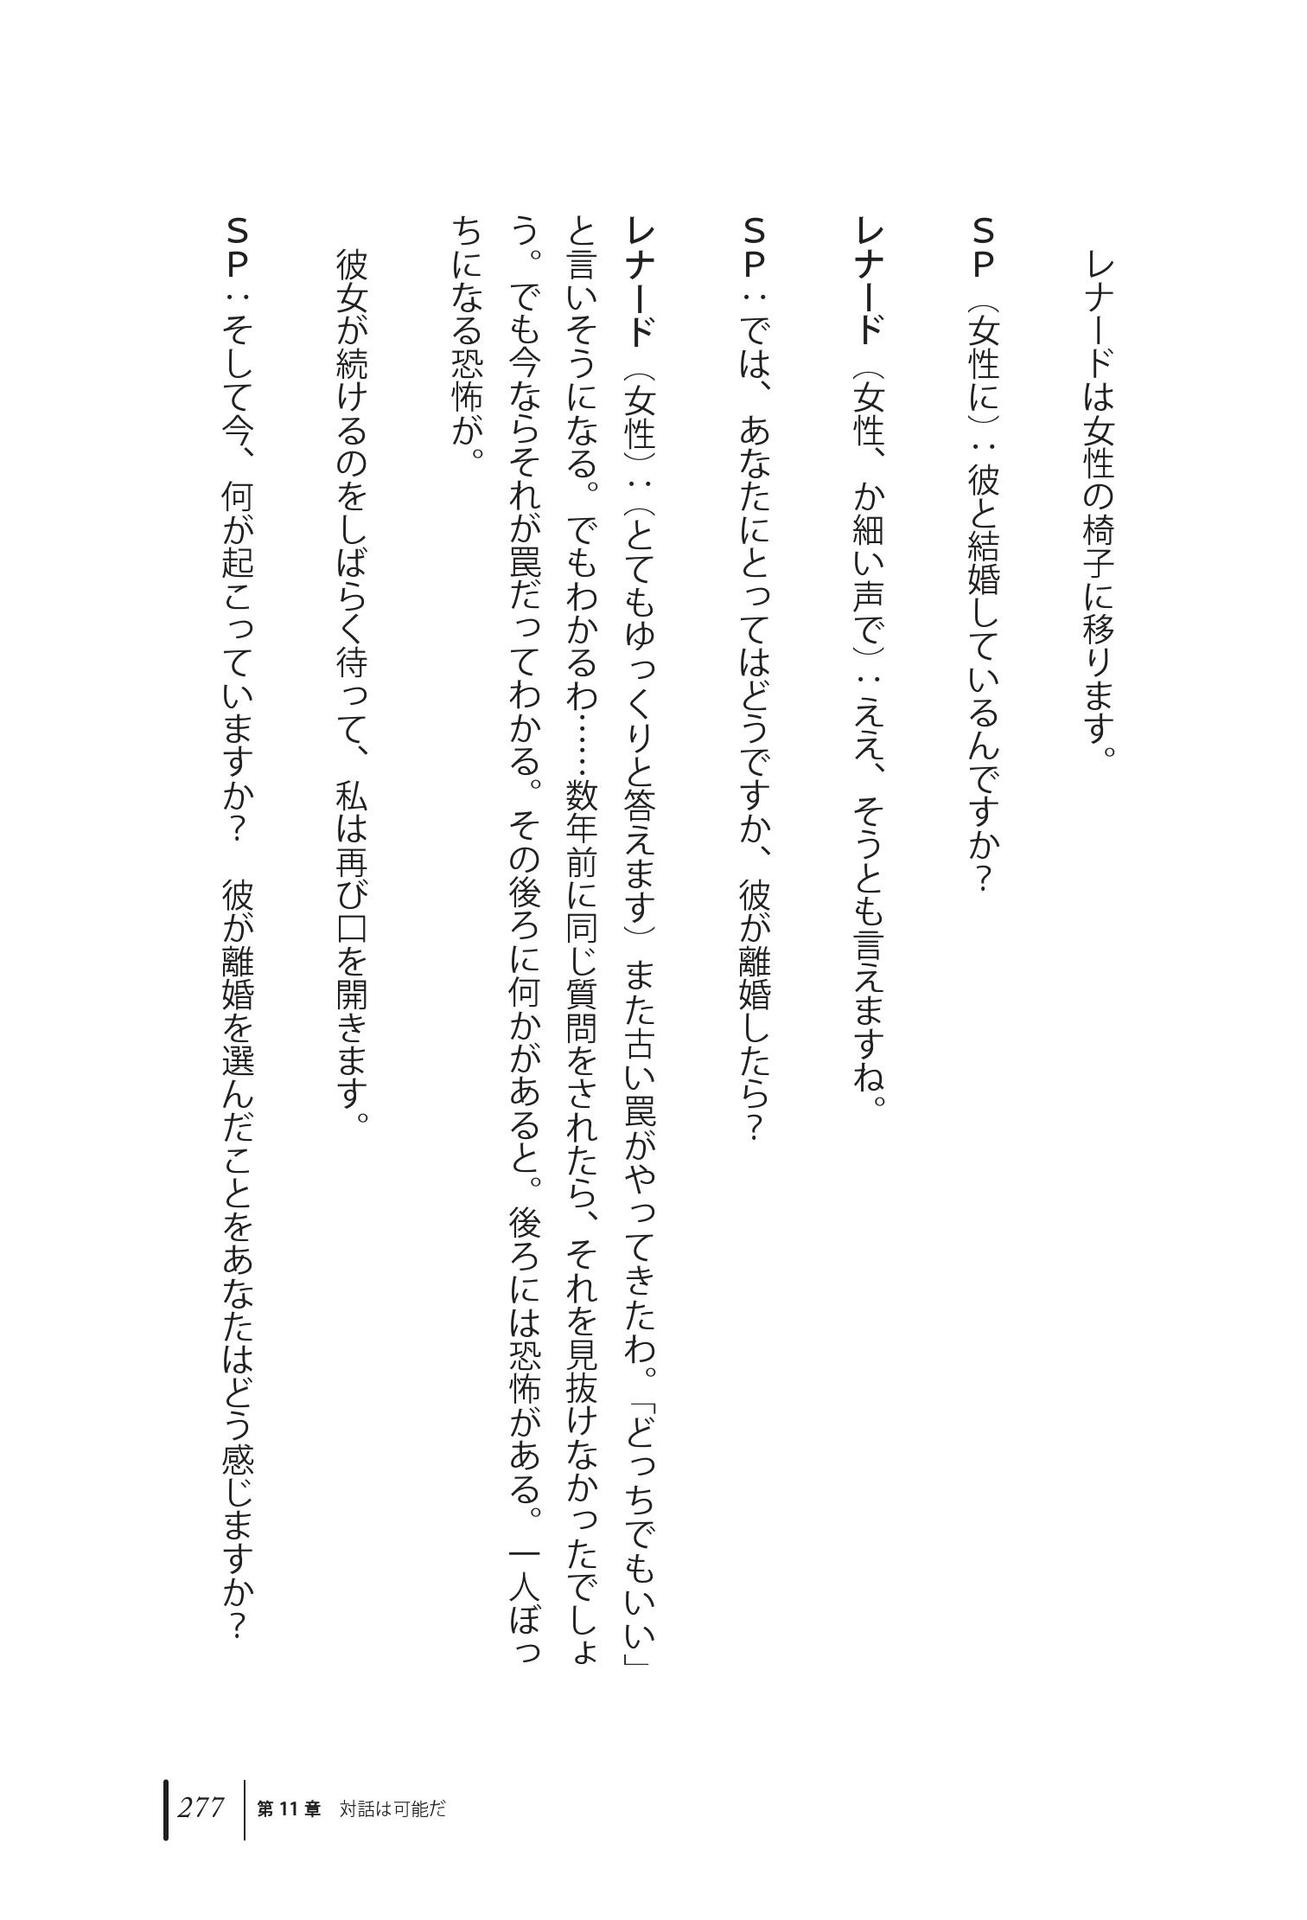 レナードは女性の椅子に移ります。
ＳＰ（女性に）：彼と結婚しているんですか？
レナード（女性、か細い声で）：ええ、そうとも言えますね。
ＳＰ：では、あなたにとってはどうですか、彼が離婚したら？
レナード（女性）：（とてもゆっくりと答えます）また古い罠がやってきたわ。「どっちでもいい」
と言いそうになる。でもわかるわ……数年前に同じ質問をされたら、それを見抜けなかったでしょ
う。でも今ならそれが罠だってわかる。その後ろに何かがあると。後ろには恐怖がある。一人ぼっ
ちになる恐怖が。
彼女が続けるのをしばらく待って、私は再び口を開きます。
ＳＰ：そして今、何が起こっていますか？　彼が離婚を選んだことをあなたはどう感じますか？
277 第11章　対話は可能だ